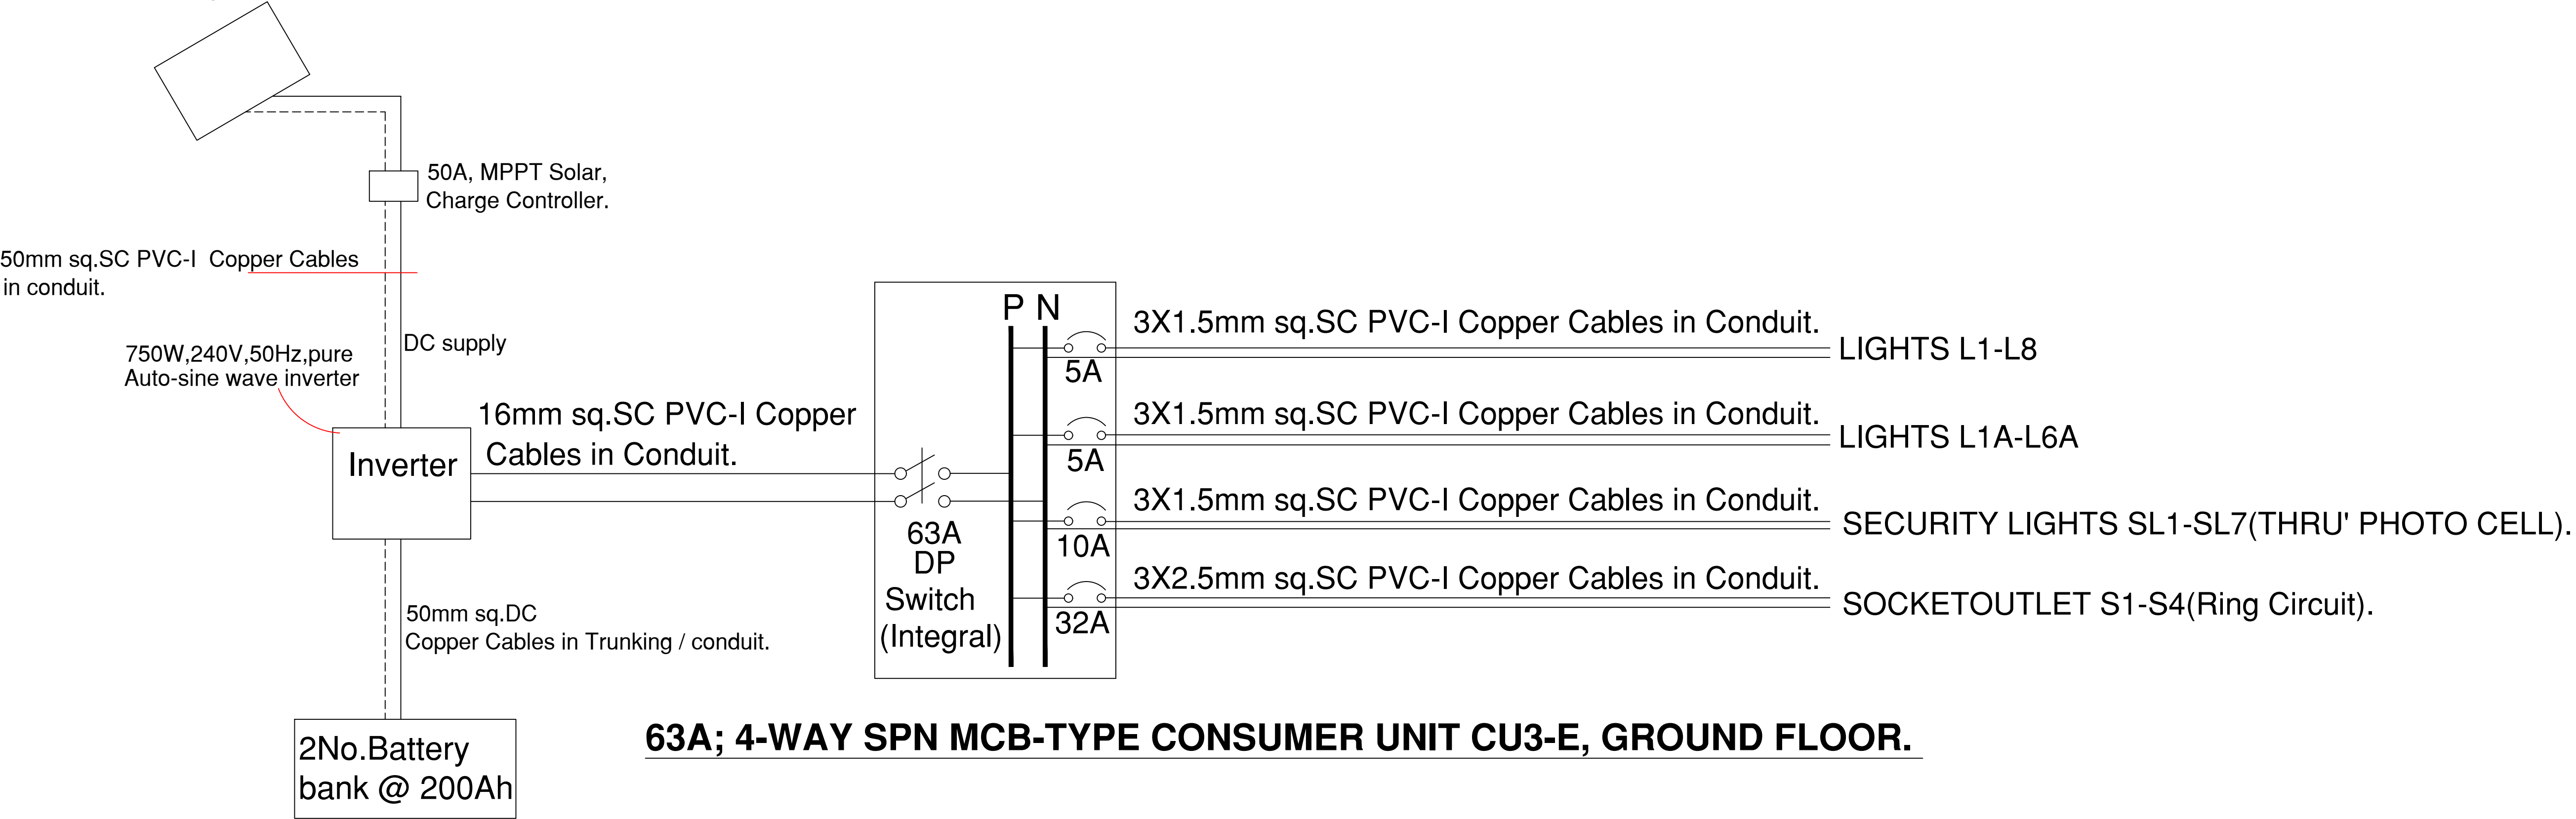 50A, MPPT Solar,
Charge Controller.
50mm sq.SC PVC-I  Copper Cables
in conduit.
DC supply
750W,240V,50Hz,pure
Auto-sine wave inverter
Inverter
16mm sq.SC PVC-I Copper
Cables in Conduit.
50mm sq.DC
Copper Cables in Trunking / conduit.
2No.Battery
bank @ 200Ah
P N
63A
DP
Switch
(Integral)
3X1.5mm sq.SC PVC-I Copper Cables in Conduit.
5A
LIGHTS L1-L8
3X1.5mm sq.SC PVC-I Copper Cables in Conduit.
5A
LIGHTS L1A-L6A
3X1.5mm sq.SC PVC-I Copper Cables in Conduit.
10A
SECURITY LIGHTS SL1-SL7(THRU' PHOTO CELL).
3X2.5mm sq.SC PVC-I Copper Cables in Conduit.
32A
SOCKETOUTLET S1-S4(Ring Circuit).
63A; 4-WAY SPN MCB-TYPE CONSUMER UNIT CU3-E, GROUND FLOOR.